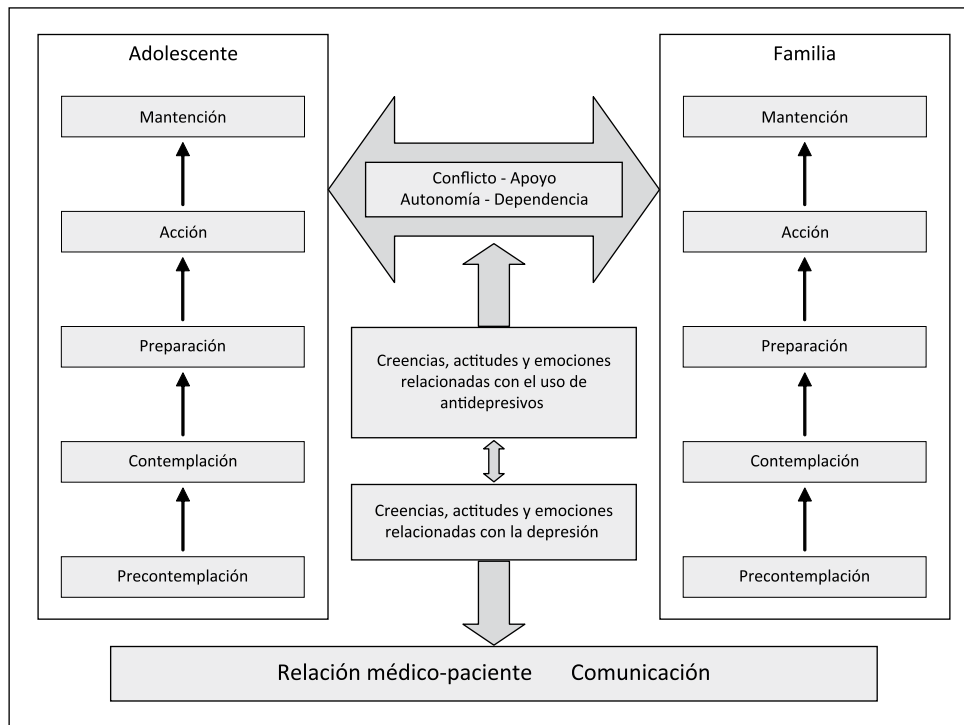 Adolescente
Mantención
Acción
Preparación
Contemplación
Precontemplación
Conflicto - Apoyo
Autonomía - Dependencia
Creencias, actitudes y emociones
relacionadas con el uso de
antidepresivos
Creencias, actitudes y emociones
relacionadas con la depresión
Familia
Mantención
Acción
Preparación
Contemplación
Precontemplación
Relación médico-paciente Comunicación